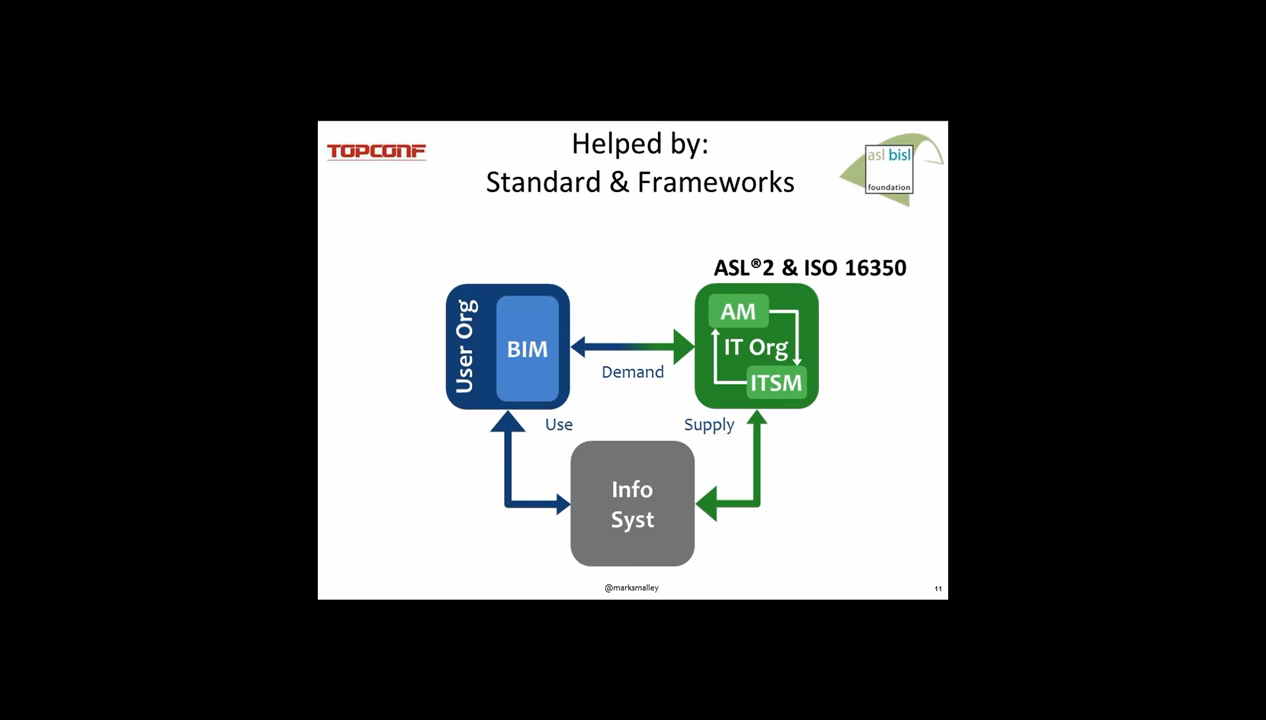 TOPCONF
Helped by:
Standard & Frameworks
asl bisl
foundation
ASL®2 & ISO 16350
User Org
BIM
Demand
AM
IT Org
ITSM
Use
Supply
Info
Syst
@marksmalley
11